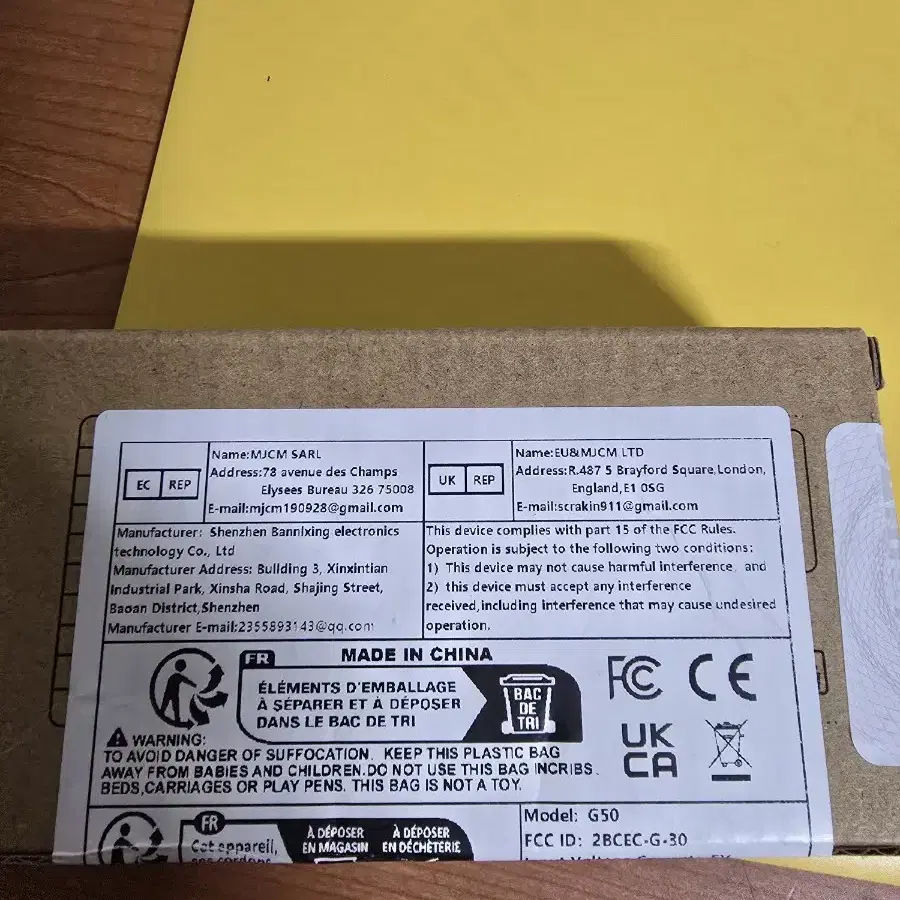 EC REP
Name:MJCM SARL
Address:78 avenue des Champs
Elysees Bureau 326 75008
E-mail:mjcm190928@gmail.com
UK REP
Name:EU&MJCM LTD
Address:R.487 5 Brayford Square,London,
England,E1 0SG
E-mail:scrakin911@gmail.com
Manufacturer: Shenzhen Bannlxing electronics
technology Co., Ltd
Manufacturer Address: Bullding 3, Xinxintian
Industrial Park, Xinsha Road, Shajing Street,
Baoan District,Shenzhen
Manufacturer E-mail:2355893143@qq.com
This device complies with part 15 of the FCC Rules.
Operation is subject to the following two conditions:
1) This device may not cause harmful interference, and
2) this device must accept any interference
received,including interference that may cause undesired
operation.
FR
MADE IN CHINA
ÉLÉMENTS D'EMBALLAGE
À SÉPARER ET À DÉPOSER
DANS LE BAC DE TRI
BAC
DE
TRI
FC CE
UK
CA
WARNING:
TO AVOID DANGER OF SUFFOCATION. KEEP THIS PLASTIC BAG
AWAY FROM BABIES AND CHILDREN.DO NOT USE THIS BAG INCRIBS.
BEDS,CARRIAGES OR PLAY PENS. THIS BAG IS NOT A TOY.
FR
Cet appareil,
À DÉPOSER
EN MAGASIN
À DÉPOSER
EN DÉCHÈTERIE
Model: G50
FCC ID: 2BCEC-G-30